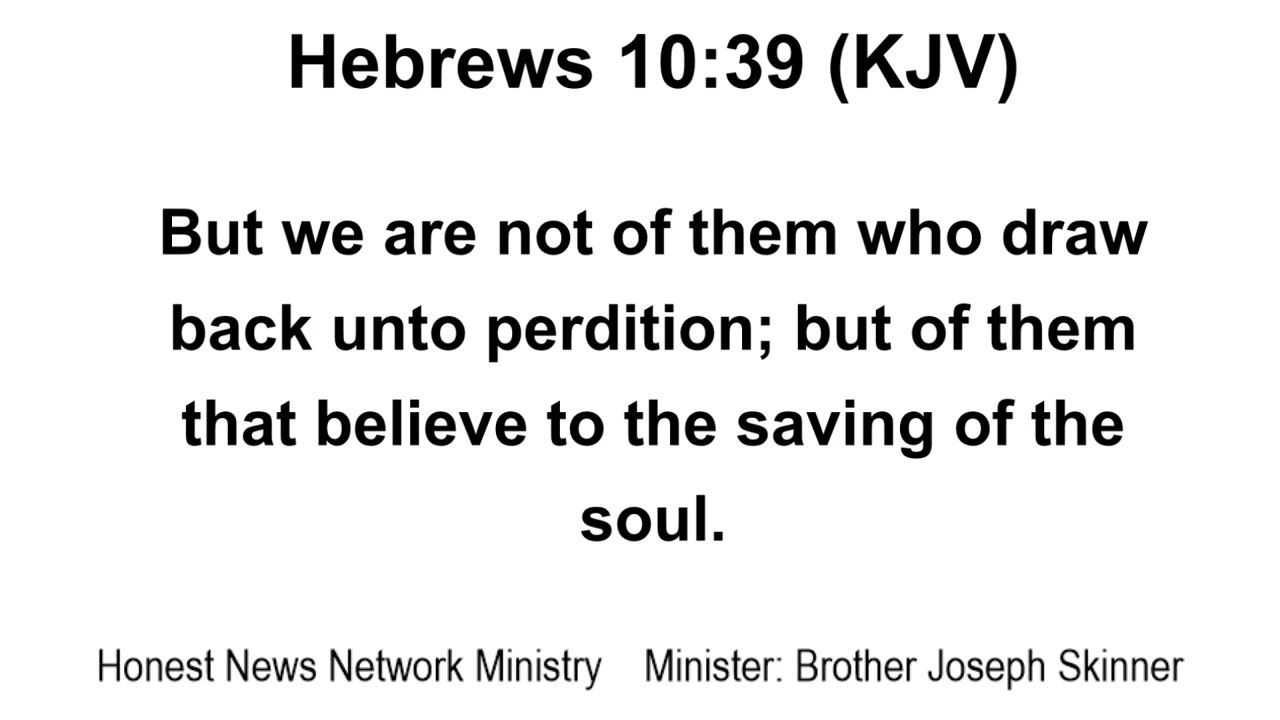 Hebrews 10:39 (KJV)
But we are not of them who draw
back unto perdition; but of them
that believe to the saving of the
soul.
Honest News Network Ministry    Minister: Brother Joseph Skinner